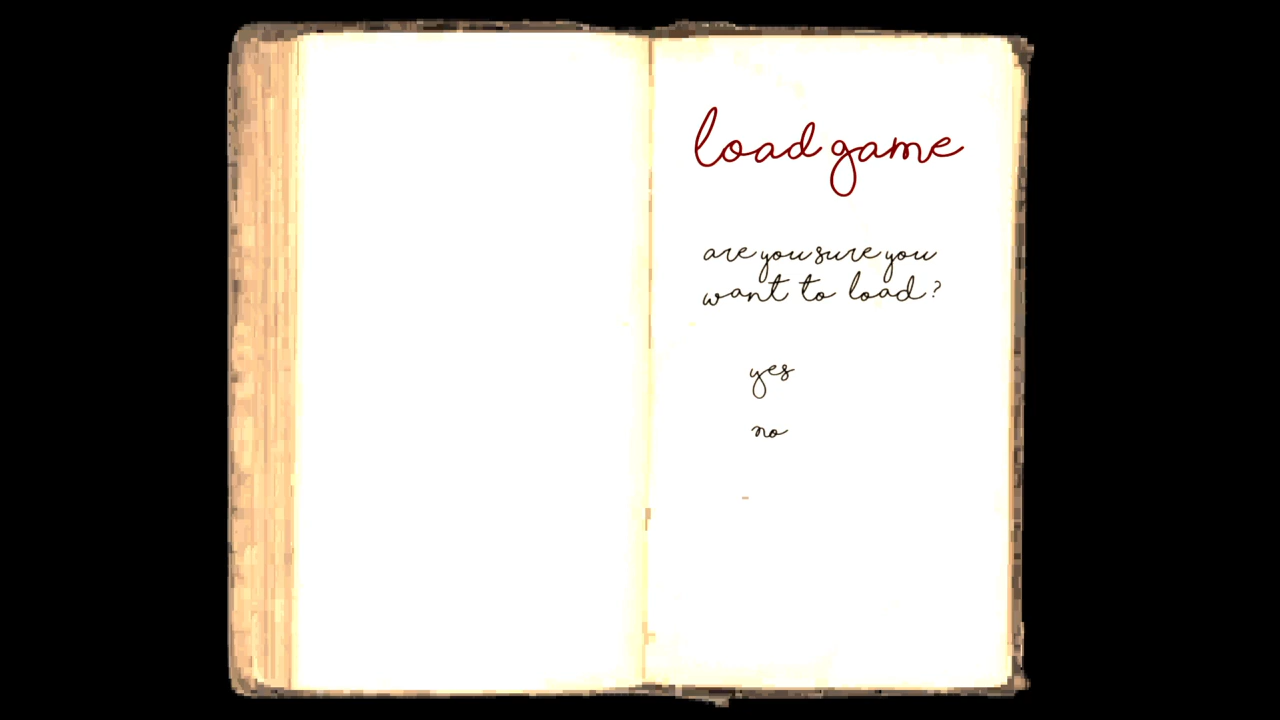 load game
are you sure you
want to load?
yes
no